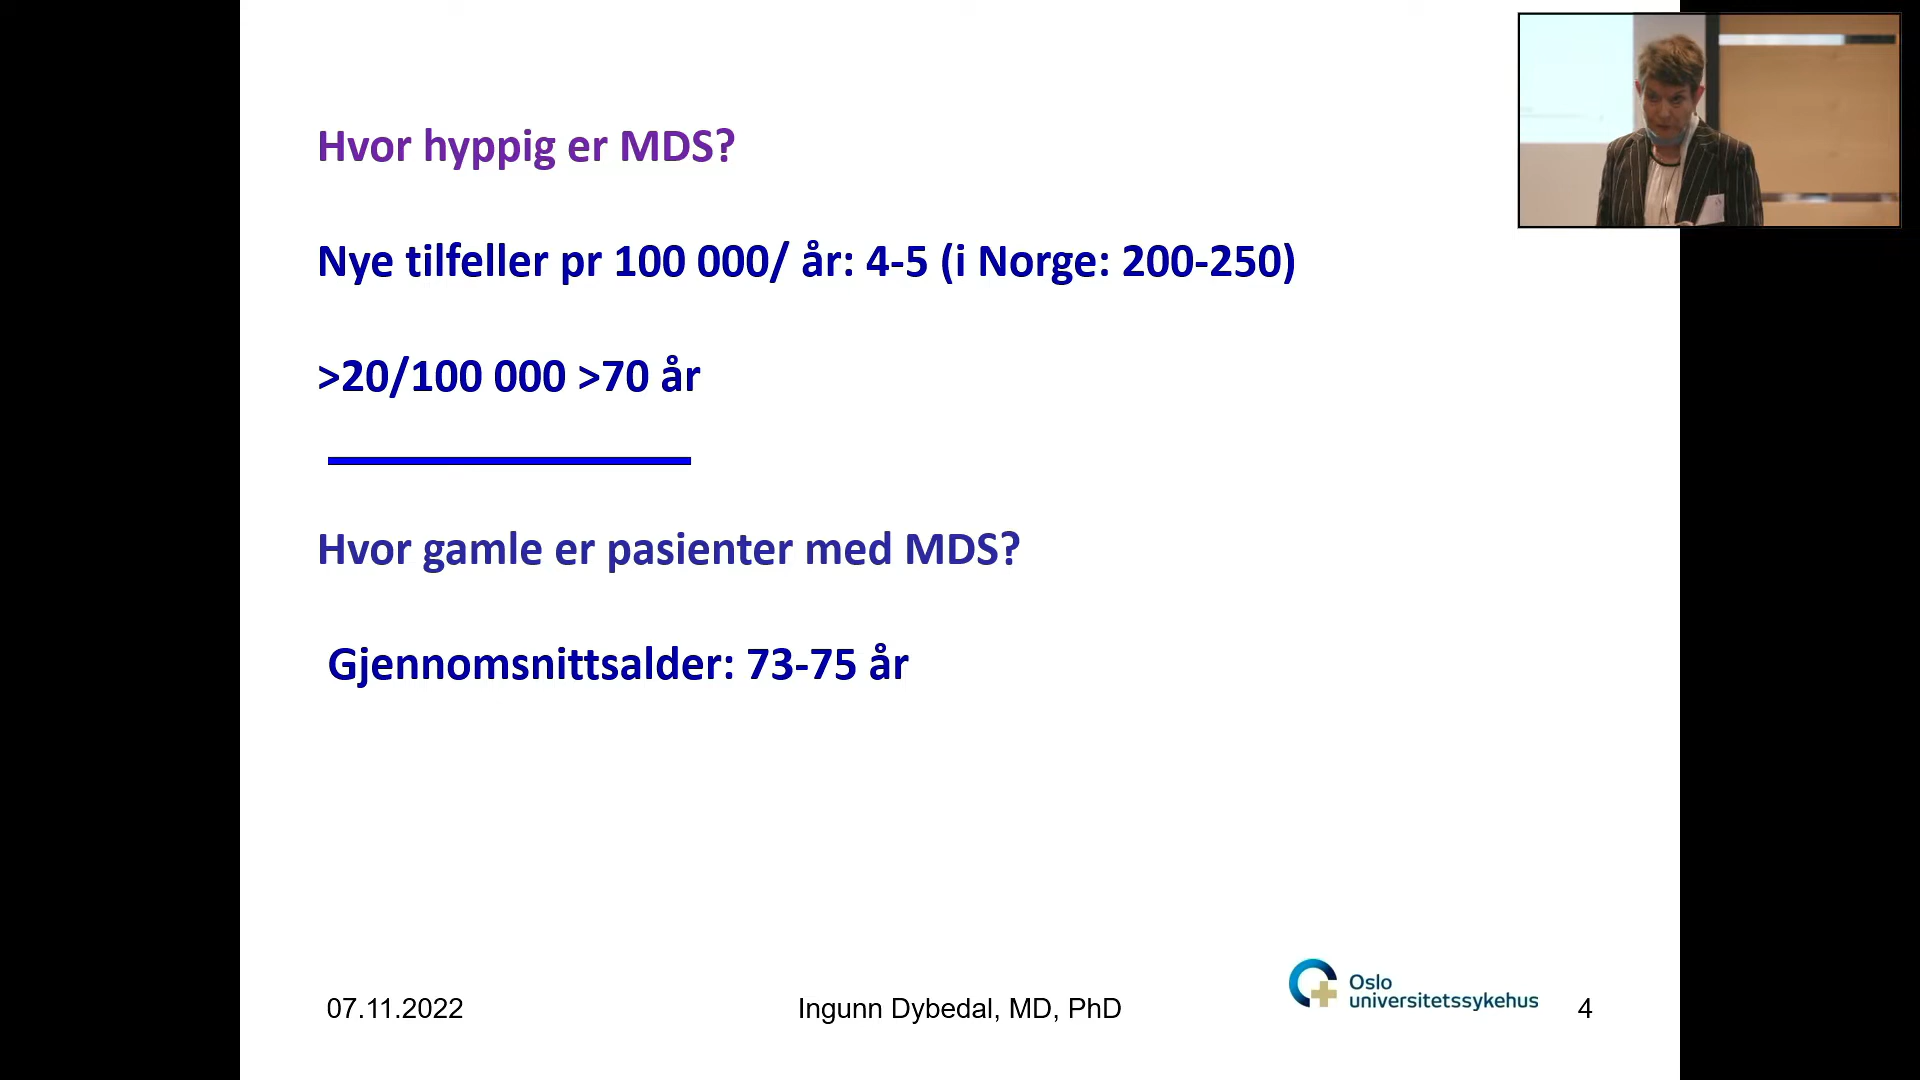 Hvor hyppig er MDS?
Nye tilfeller pr 100 000/ år: 4-5 (i Norge: 200-250)
>20/100 000 >70 år
Hvor gamle er pasienter med MDS?
Gjennomsnittsalder: 73-75 år
07.11.2022
Ingunn Dybedal, MD, PhD
Oslo
universitetssykehus
4